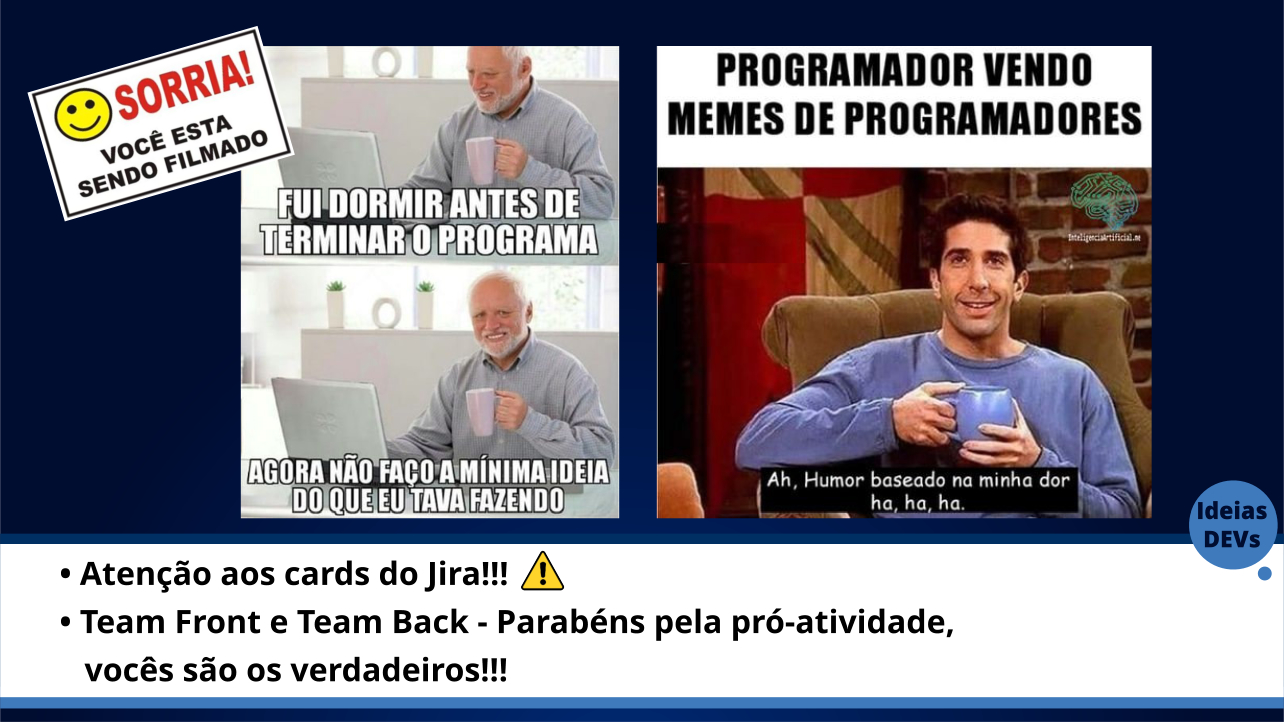 SORRIA!
VOCÊ ESTA
SENDO FILMADO
FUI DORMIR ANTES DE
TERMINAR O PROGRAMA
AGORA NÃO FAÇO A MÍNIMA IDEIA
DO QUE EU TAVA FAZENDO
PROGRAMADOR VENDO
MEMES DE PROGRAMADORES
InteligenciaArtificial.me
Ah, Humor baseado na minha dor
ha, ha, ha.
Ideias
DEVs
• Atenção aos cards do Jira!!!
• Team Front e Team Back - Parabéns pela pró-atividade,
vocês são os verdadeiros!!!